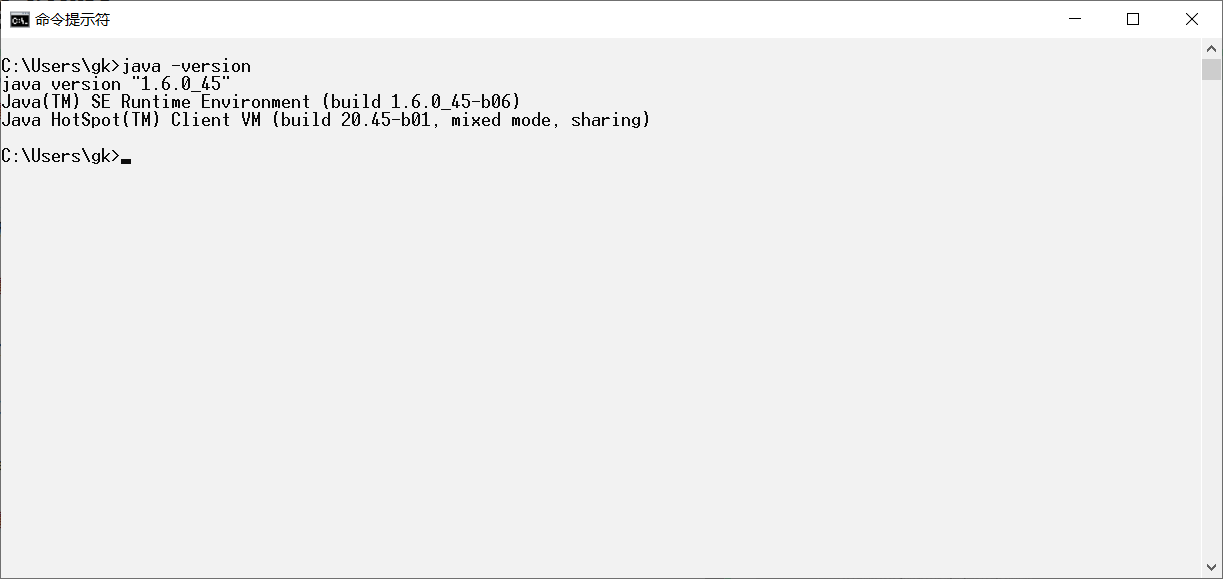 命令提示符
C:\Users\gk>java -version
java version "1.6.0_45"
Java(TM) SE Runtime Environment (build 1.6.0_45-b06)
Java HotSpot(TM) Client VM (build 20.45-b01, mixed mode, sharing)
C:\Users\gk>